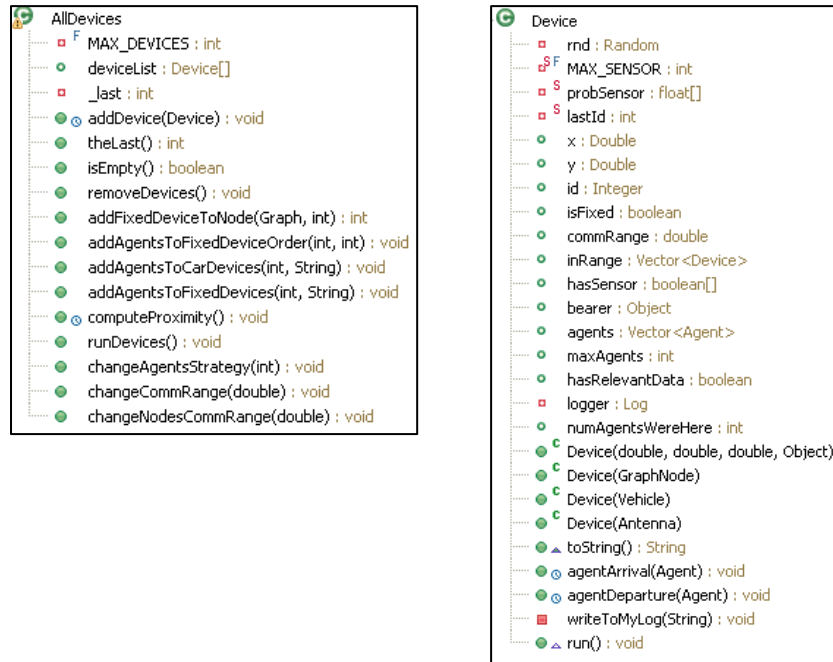 AllDevices
F MAX_DEVICES : int
deviceList : Device[]
_last : int
addDevice(Device) : void
theLast() : int
isEmpty() : boolean
removeDevices() : void
addFixedDeviceToNode(Graph, int) : int
addAgentsToFixedDeviceOrder(int, int) : void
addAgentsToCarDevices(int, String) : void
addAgentsToFixedDevices(int, String) : void
computeProximity() : void
runDevices() : void
changeAgentsStrategy(int) : void
changeCommRange(double) : void
changeNodesCommRange(double) : void
Device
rnd : Random
S F MAX_SENSOR : int
S probSensor : float[]
S lastId : int
x : Double
y : Double
id : Integer
isFixed : boolean
commRange : double
inRange : Vector<Device>
hasSensor : boolean[]
bearer : Object
agents : Vector<Agent>
maxAgents : int
hasRelevantData : boolean
logger : Log
numAgentsWereHere : int
C Device(double, double, double, Object)
C Device(GraphNode)
C Device(Vehicle)
C Device(Antenna)
toString() : String
agentArrival(Agent) : void
agentDeparture(Agent) : void
writeToMyLog(String) : void
run() : void